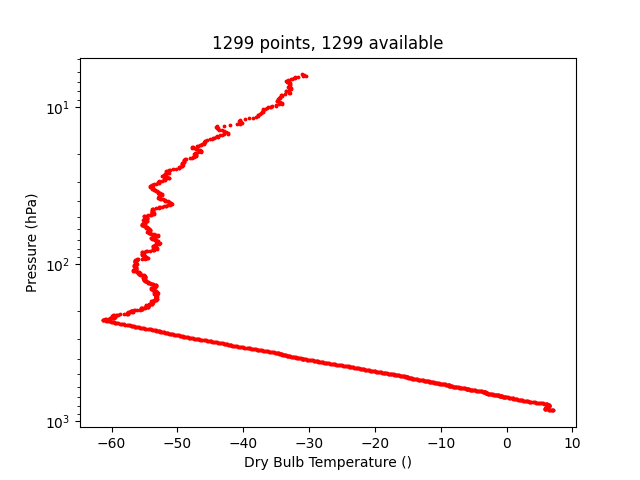 1299 points, 1299 available
10¹
10²
10³
Pressure (hPa)
−60 −50 −40 −30 −20 −10 0 10
Dry Bulb Temperature ()